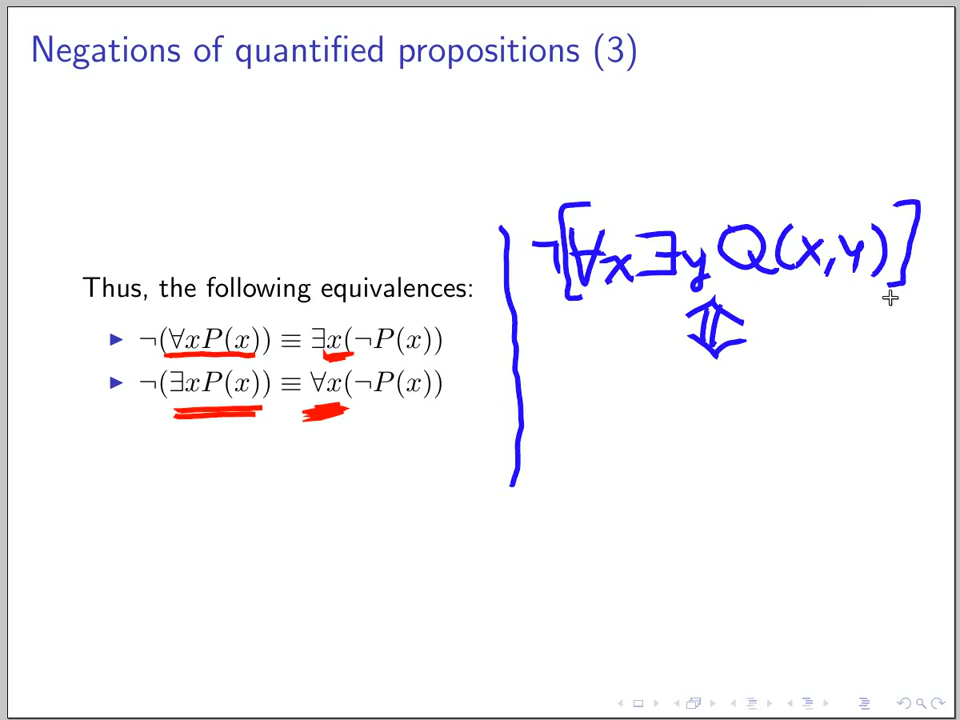 Negations of quantified propositions (3)
Thus, the following equivalences:
▶ ¬(∀xP(x)) ≡ ∃x(¬P(x))
▶ ¬(∃xP(x)) ≡ ∀x(¬P(x))
¬[∀x ∃y Q(x,y)]
⇕